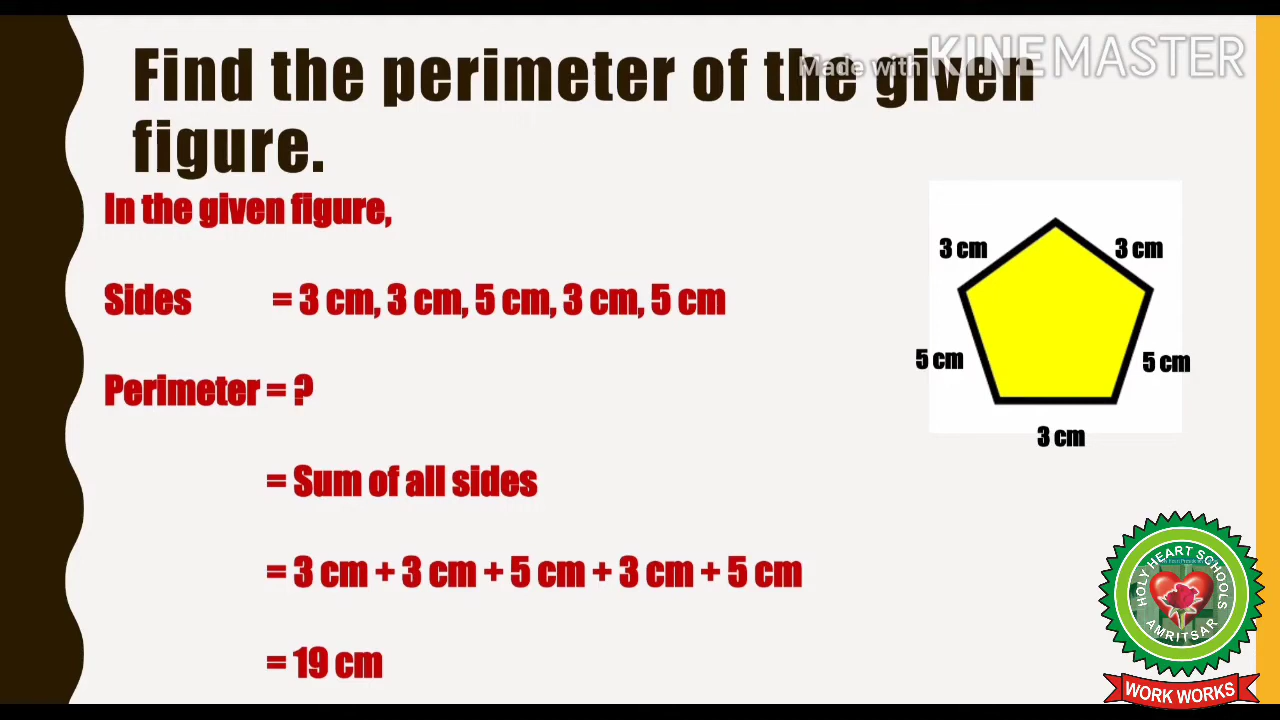 Made with KINEMASTER
Find the perimeter of the given
figure.
In the given figure,
Sides = 3 cm, 3 cm, 5 cm, 3 cm, 5 cm
Perimeter = ?
= Sum of all sides
= 3 cm + 3 cm + 5 cm + 3 cm + 5 cm
= 19 cm
3 cm
3 cm
5 cm
5 cm
3 cm
HOLY HEART SCHOOLS
AMRITSAR
WORK WORKS